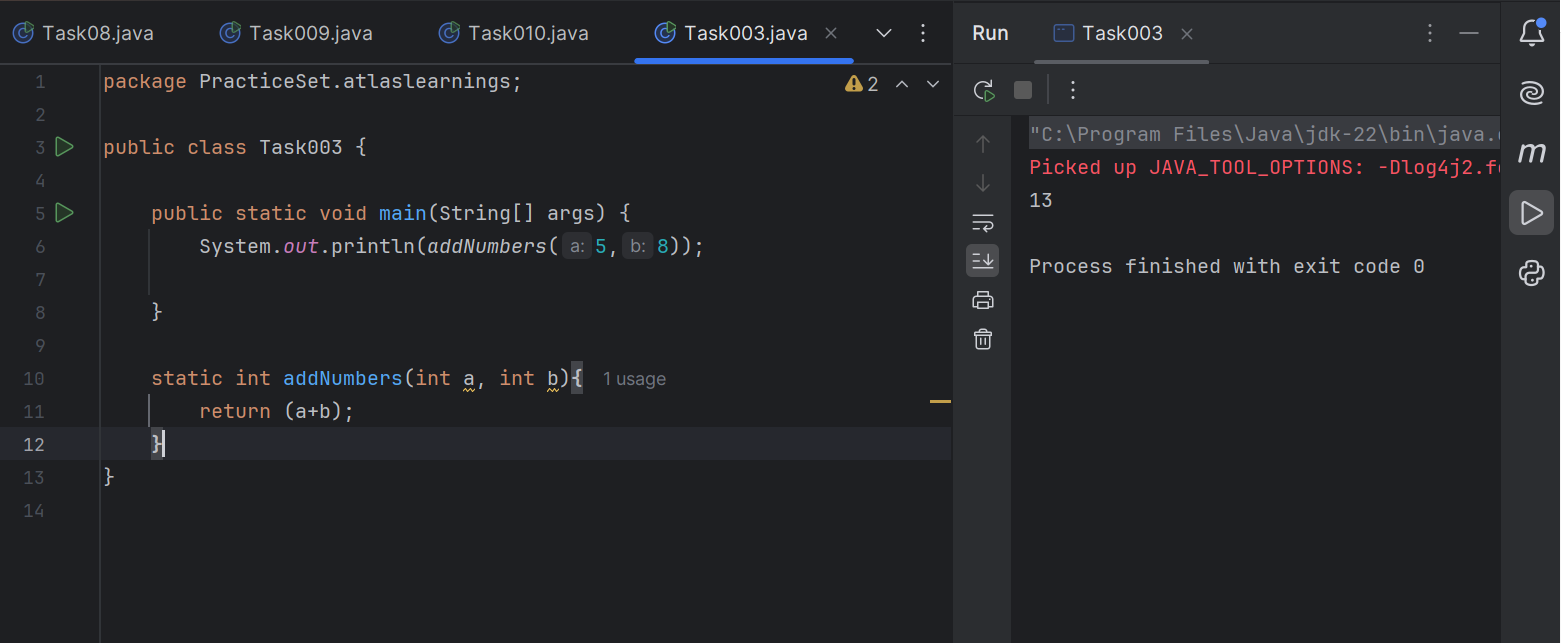 Task08.java Task009.java Task010.java Task003.java
Run Task003
1 package PracticeSet.atlaslearnings;
2
2
3 public class Task003 {
4
5 public static void main(String[] args) {
6 System.out.println(addNumbers( a: 5, b: 8));
7
8 }
9
10 static int addNumbers(int a, int b){ 1 usage
11 return (a+b);
12 }
13 }
14
"C:\Program Files\Java\jdk-22\bin\java.
Picked up JAVA_TOOL_OPTIONS: -Dlog4j2.f
13
Process finished with exit code 0
m